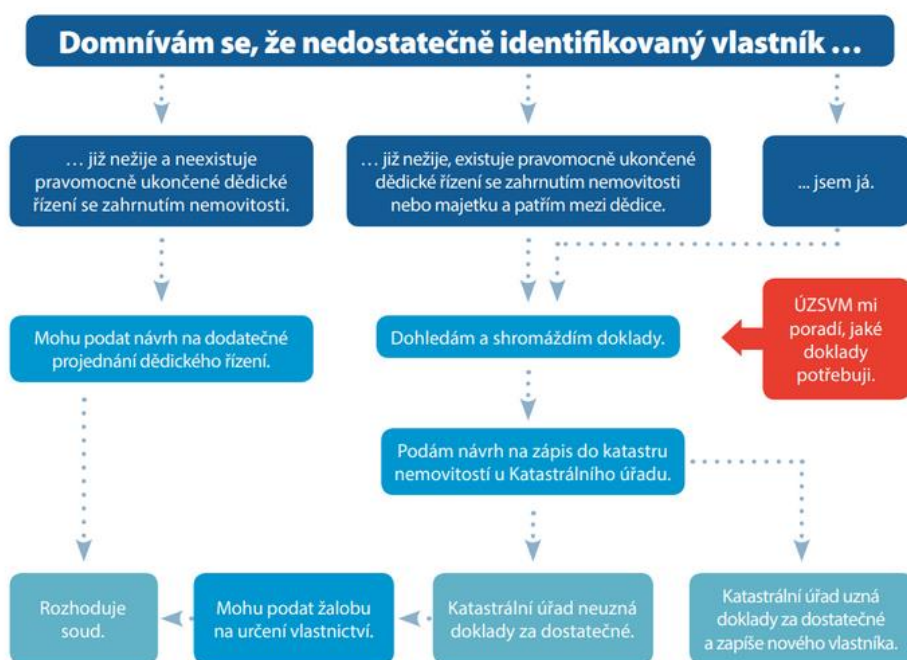 Domnívám se, že nedostatečně identifikovaný vlastník …
… již nežije a neexistuje
pravomocně ukončené dědické
řízení se zahrnutím nemovitosti.
… již nežije, existuje pravomocně ukončené
dědické řízení se zahrnutím nemovitosti
nebo majetku a patřím mezi dědice.
... jsem já.
Mohu podat návrh na dodatečné
projednání dědického řízení.
Dohledám a shromáždím doklady.
ÚZSVM mi
poradí, jaké
doklady
potřebuji.
Podám návrh na zápis do katastru
nemovitostí u Katastrálního úřadu.
Rozhoduje
soud.
Mohu podat žalobu
na určení vlastnictví.
Katastrální úřad neuzná
doklady za dostatečné.
Katastrální úřad uzná
doklady za dostatečné
a zapíše nového vlastníka.